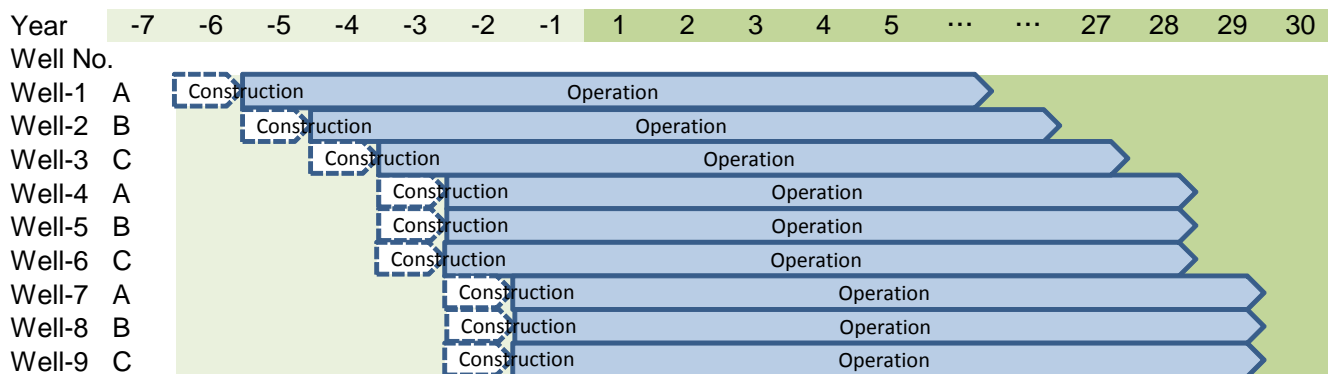 Year -7 -6 -5 -4 -3 -2 -1 1 2 3 4 5 ... ... 27 28 29 30
Well No.
Well-1 A Construction Operation
Well-2 B Construction Operation
Well-3 C Construction Operation
Well-4 A Construction Operation
Well-5 B Construction Operation
Well-6 C Construction Operation
Well-7 A Construction Operation
Well-8 B Construction Operation
Well-9 C Construction Operation